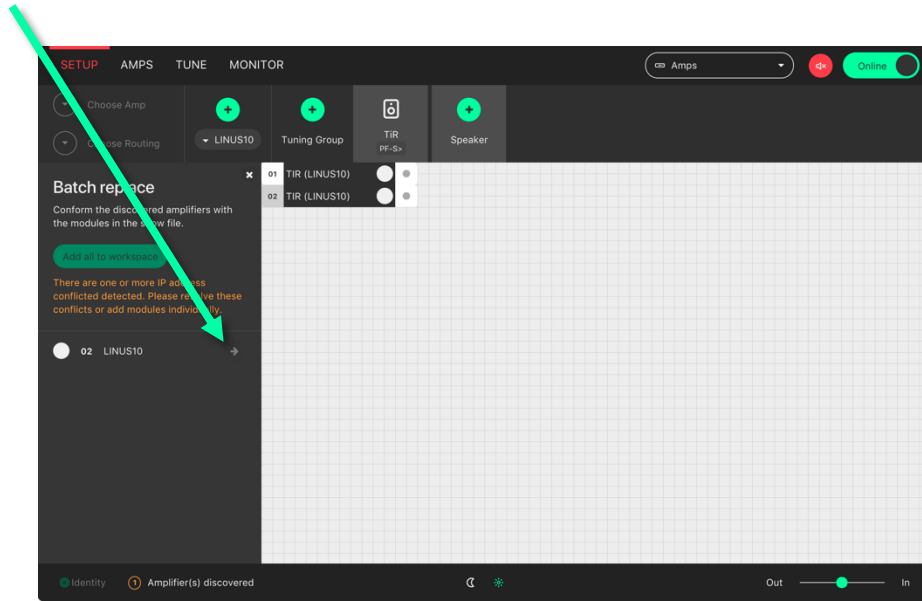 SETUP AMPS TUNE MONITOR
Amps
Online
Choose Amp
Choose Routing
LINUS10
Tuning Group
TiR
PF-S>
Speaker
Batch replace
Conform the discovered amplifiers with
the modules in the show file.
Add all to workspace
There are one or more IP address
conflicted detected. Please resolve these
conflicts or add modules individually.
02 LINUS10
01 TIR (LINUS10)
02 TIR (LINUS10)
Identity
1 Amplifier(s) discovered
Out In